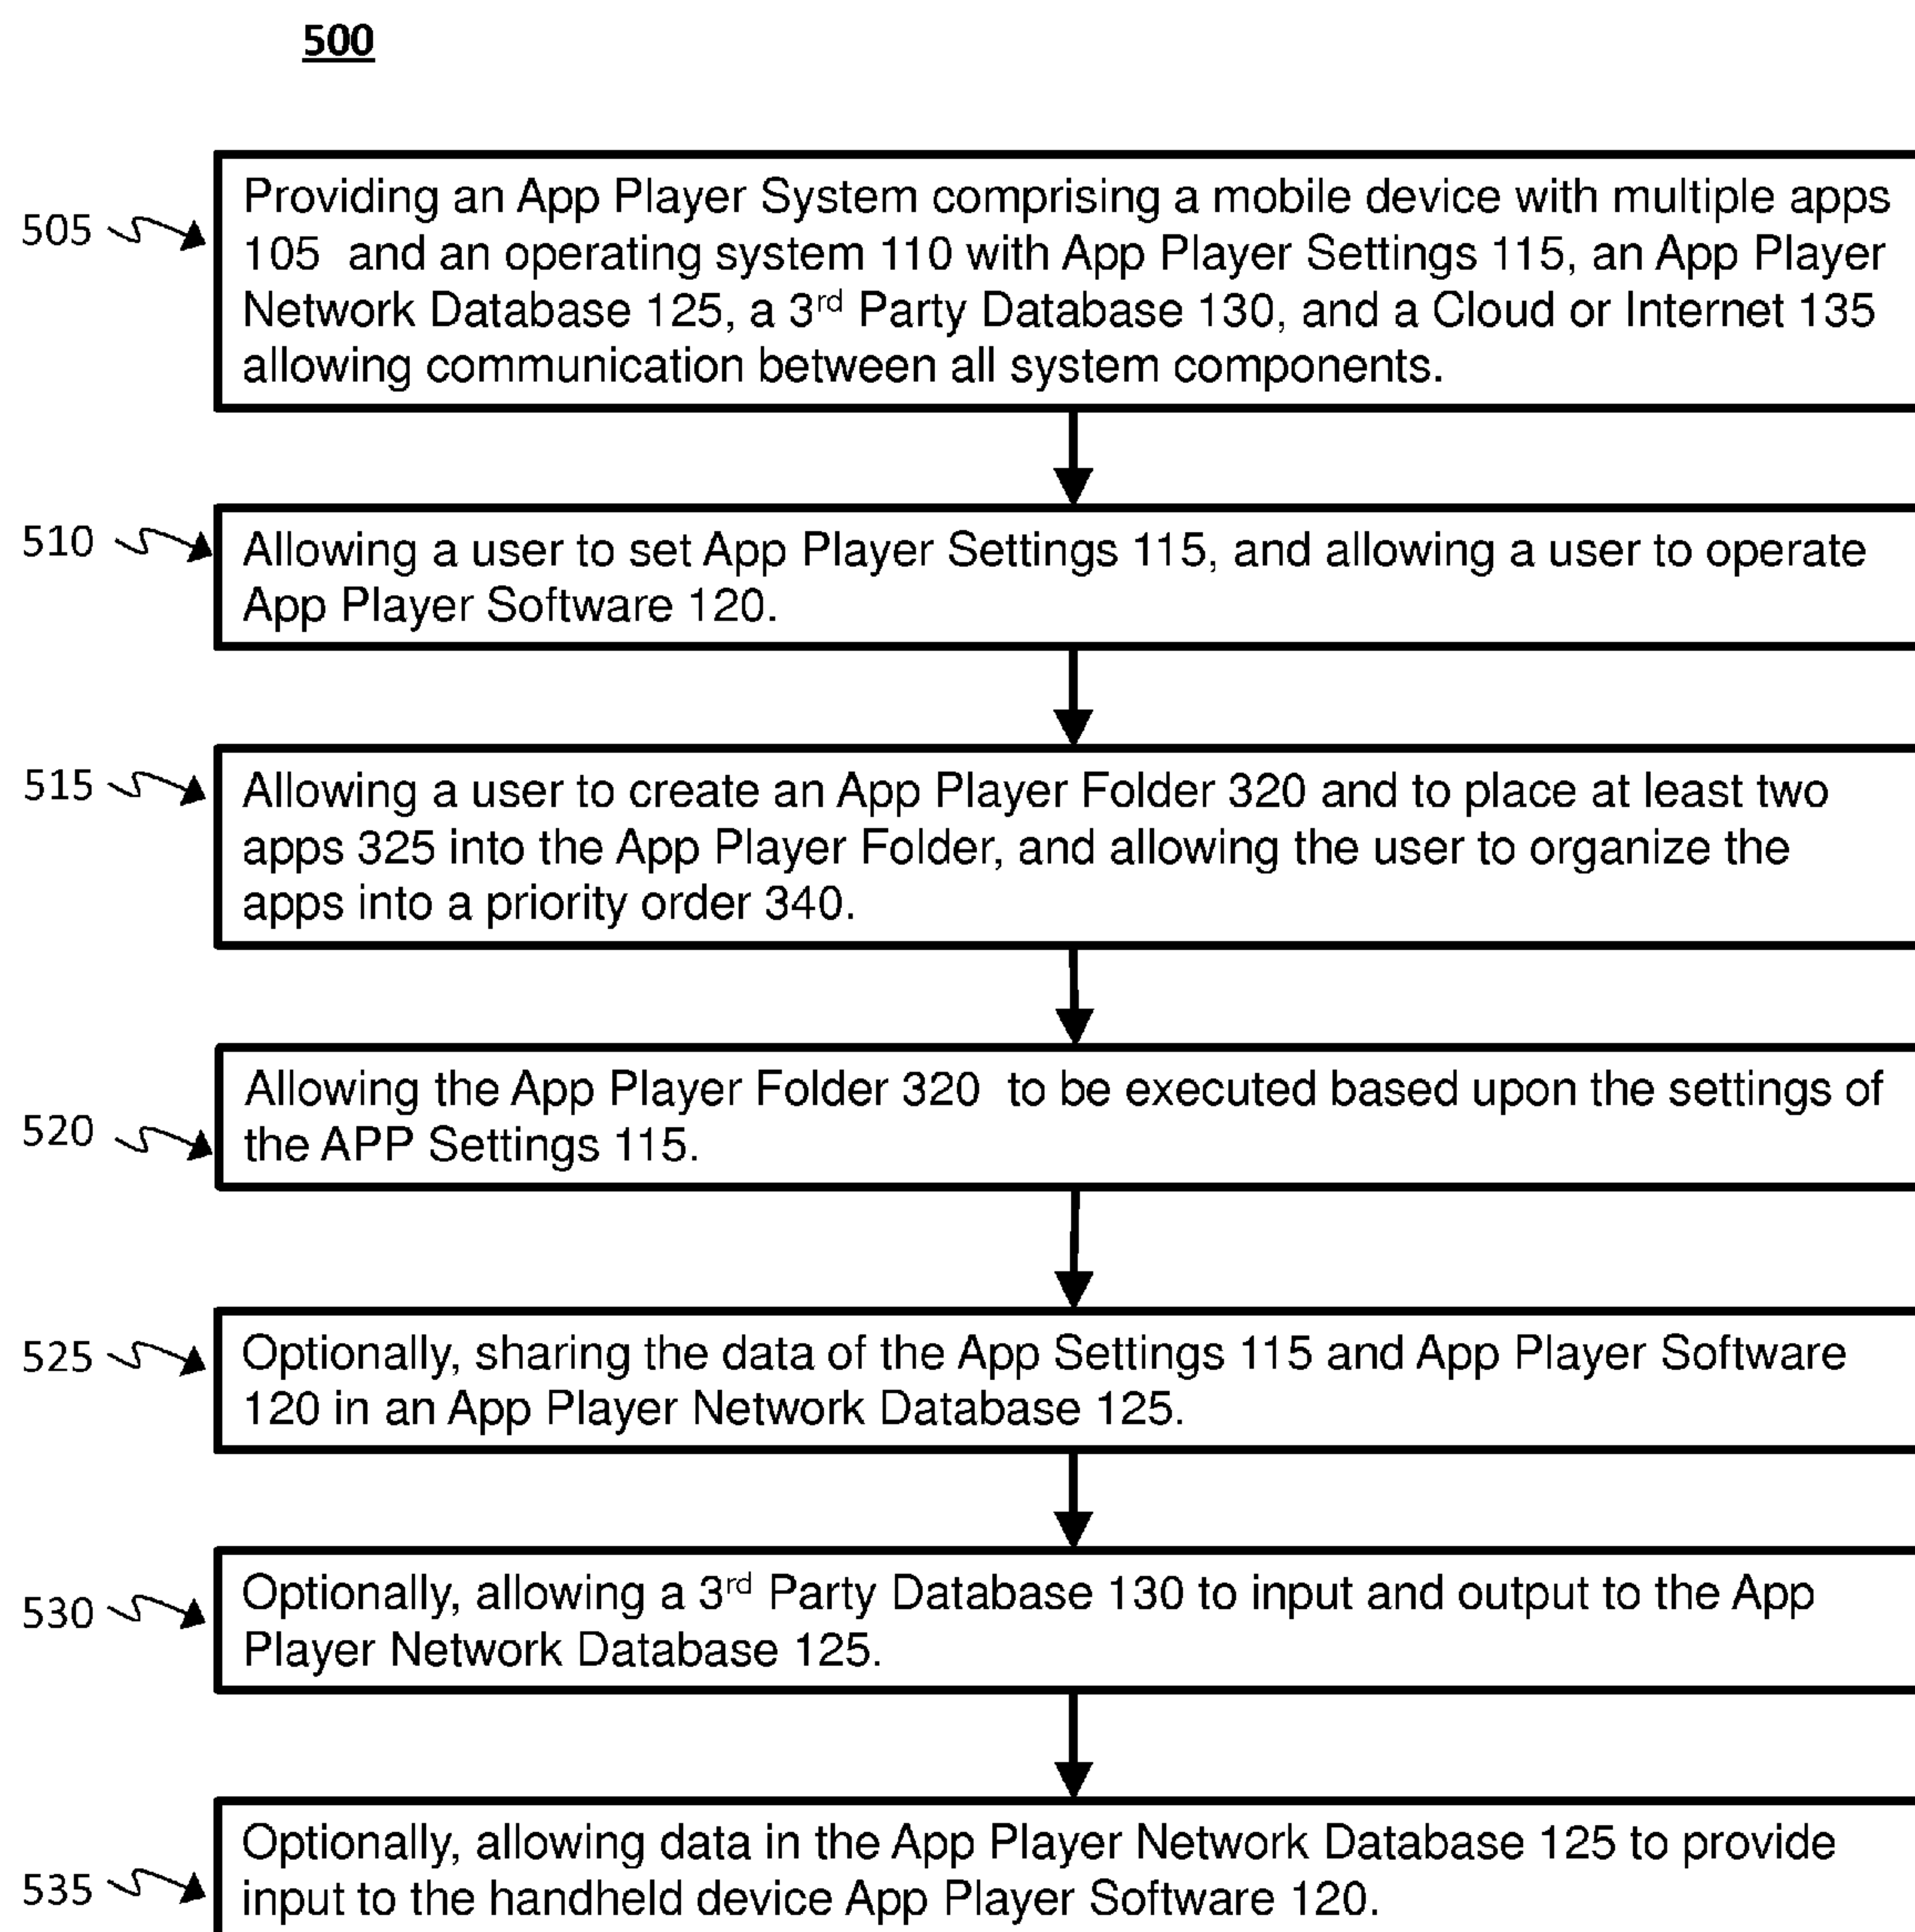 500
505
Providing an App Player System comprising a mobile device with multiple apps
105 and an operating system 110 with App Player Settings 115, an App Player
Network Database 125, a 3rd Party Database 130, and a Cloud or Internet 135
allowing communication between all system components.
510
Allowing a user to set App Player Settings 115, and allowing a user to operate
App Player Software 120.
515
Allowing a user to create an App Player Folder 320 and to place at least two
apps 325 into the App Player Folder, and allowing the user to organize the
apps into a priority order 340.
520
Allowing the App Player Folder 320 to be executed based upon the settings of
the APP Settings 115.
525
Optionally, sharing the data of the App Settings 115 and App Player Software
120 in an App Player Network Database 125.
530
Optionally, allowing a 3rd Party Database 130 to input and output to the App
Player Network Database 125.
535
Optionally, allowing data in the App Player Network Database 125 to provide
input to the handheld device App Player Software 120.